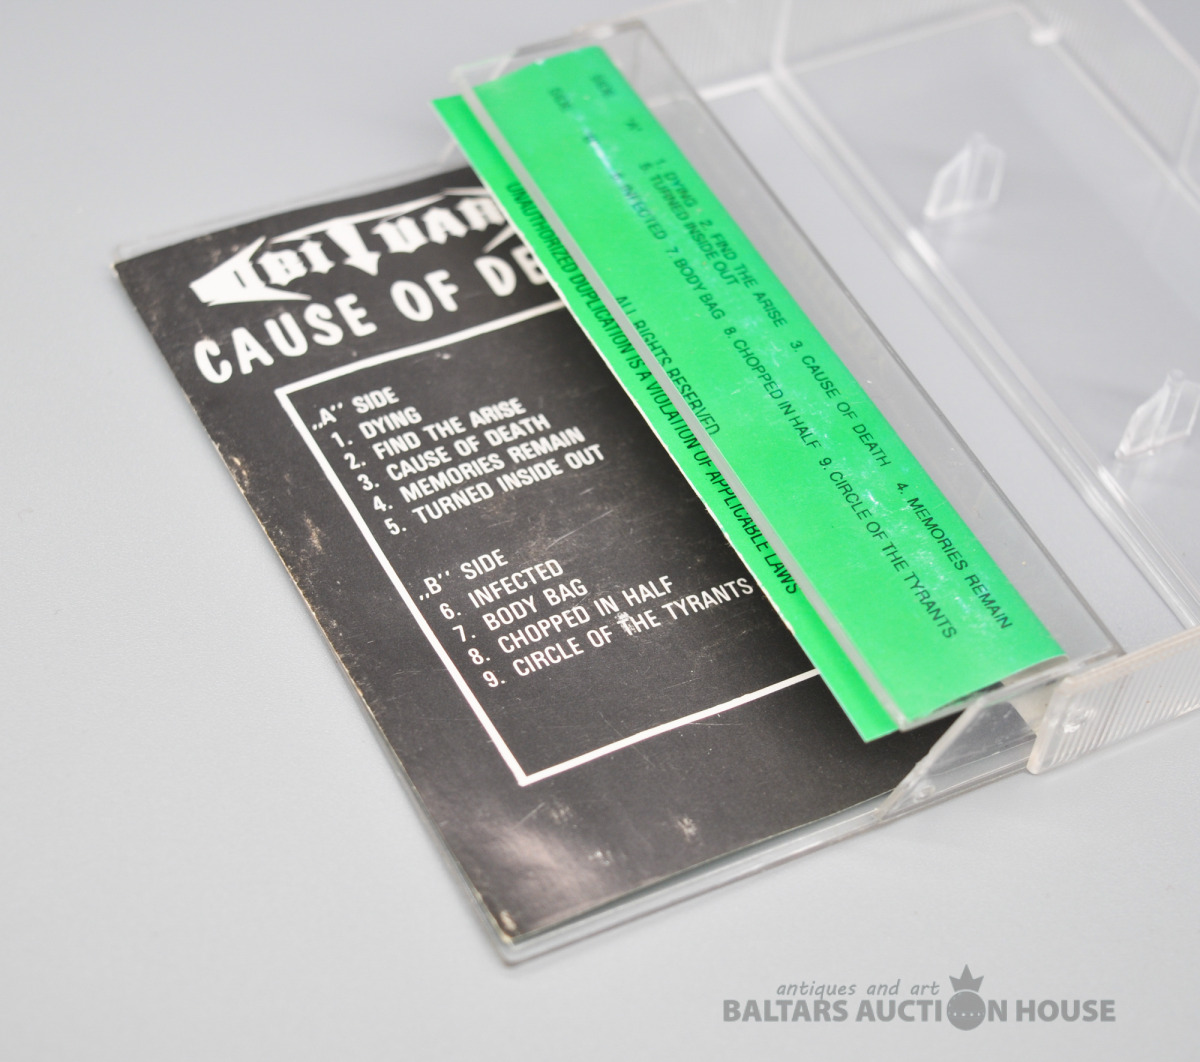 OBITUAR
CAUSE OF DE
„A" SIDE
1. DYING
2. FIND THE ARISE
3. CAUSE OF DEATH
4. MEMORIES REMAIN
5. TURNED INSIDE OUT
„B" SIDE
6. INFECTED
7. BODY BAG
8. CHOPPED IN HALF
9. CIRCLE OF THE TYRANTS
SIDE "A" 1. DYING 2. FIND THE ARISE 3. CAUSE OF DEATH 4. MEMORIES REMAIN
5. TURNED INSIDE OUT
SIDE INFECTED 7. BODY BAG 8. CHOPPED IN HALF 9. CIRCLE OF THE TYRANTS
ALL RIGHTS RESERVED
UNAUTHORIZED DUPLICATION IS A VIOLATION OF APPLICABLE LAWS
antiques and art
BALTARS AUCTION HOUSE